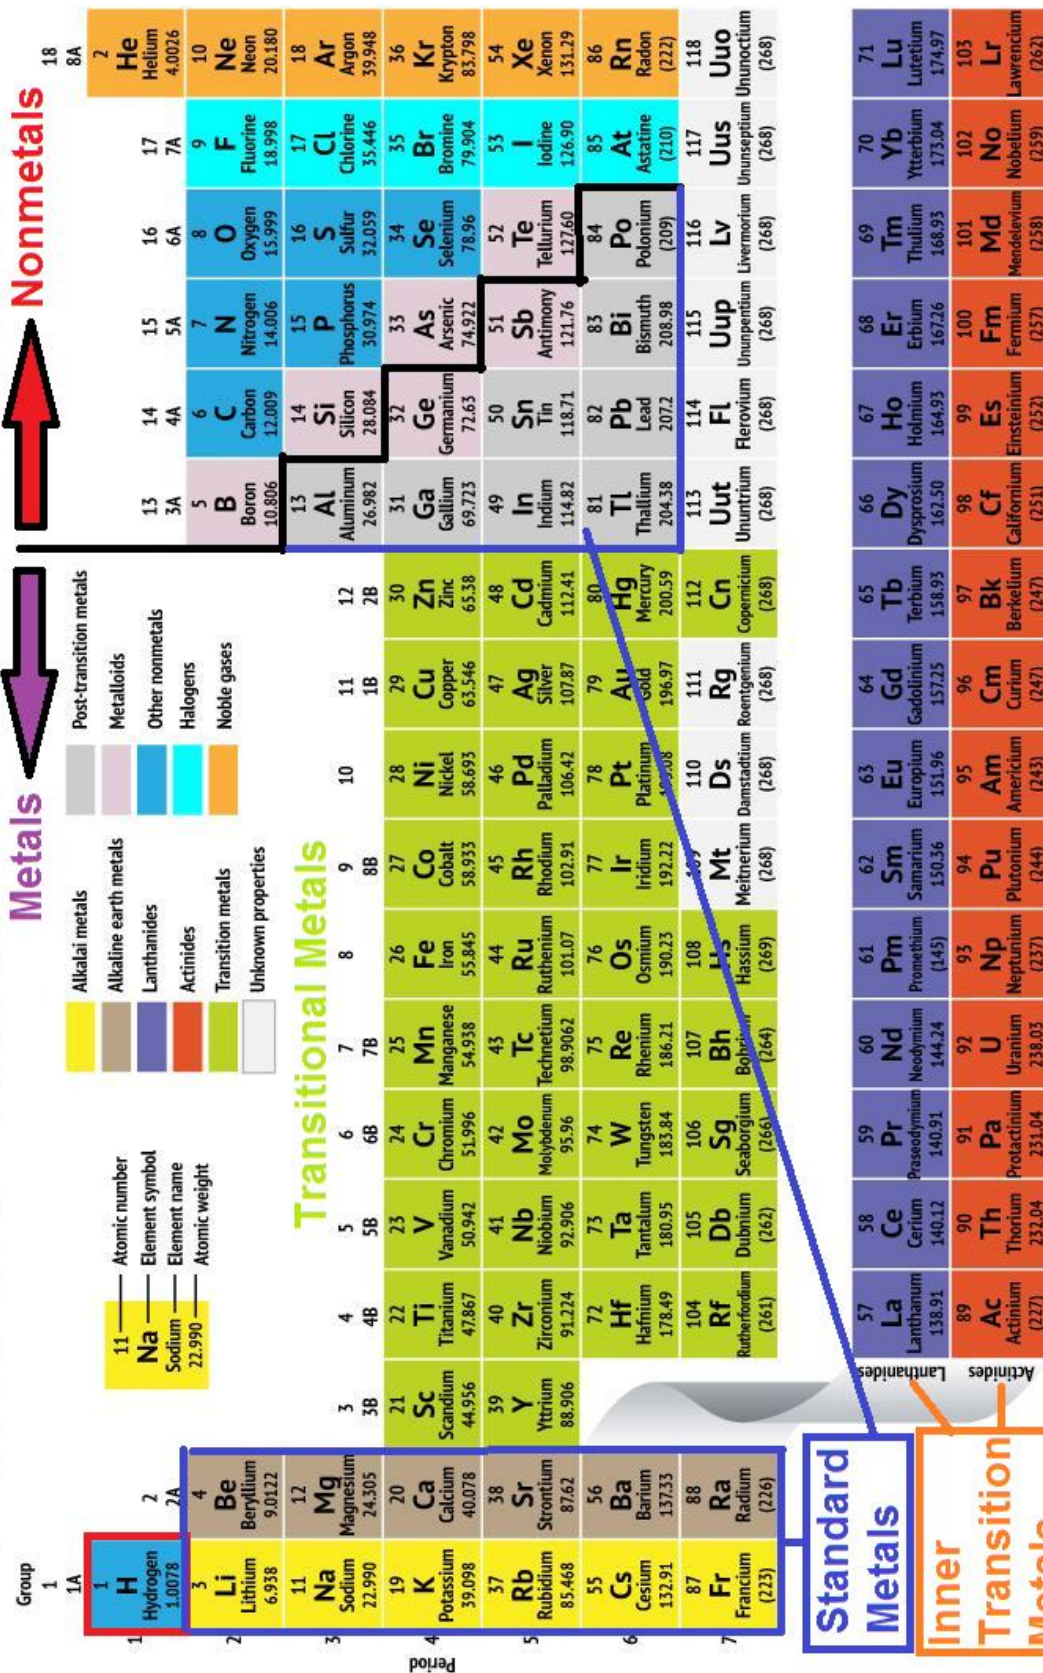 Metals
Nonmetals
Group
1
1A
2
2A
3
3B
4
4B
5
5B
6
6B
7
7B
8
9
8B
10
11
1B
12
2B
13
3A
14
4A
15
5A
16
6A
17
7A
18
8A
11
Na
Sodium
22.990
Atomic number
Element symbol
Element name
Atomic weight
Alkalai metals
Alkaline earth metals
Lanthanides
Actinides
Transition metals
Unknown properties
Post-transition metals
Metalloids
Other nonmetals
Halogens
Noble gases
Transitional Metals
Period
1
1
H
Hydrogen
1.0078
2
He
Helium
4.0026
2
3
Li
Lithium
6.938
4
Be
Beryllium
9.0122
5
B
Boron
10.806
6
C
Carbon
12.009
7
N
Nitrogen
14.006
8
O
Oxygen
15.999
9
F
Fluorine
18.998
10
Ne
Neon
20.180
3
11
Na
Sodium
22.990
12
Mg
Magnesium
24.305
13
Al
Aluminum
26.982
14
Si
Silicon
28.084
15
P
Phosphorus
30.974
16
S
Sulfur
32.059
17
Cl
Chlorine
35.446
18
Ar
Argon
39.948
4
19
K
Potassium
39.098
20
Ca
Calcium
40.078
21
Sc
Scandium
44.956
22
Ti
Titanium
47.867
23
V
Vanadium
50.942
24
Cr
Chromium
51.996
25
Mn
Manganese
54.938
26
Fe
Iron
55.845
27
Co
Cobalt
58.933
28
Ni
Nickel
58.693
29
Cu
Copper
63.546
30
Zn
Zinc
65.38
31
Ga
Gallium
69.723
32
Ge
Germanium
72.63
33
As
Arsenic
74.922
34
Se
Selenium
78.96
35
Br
Bromine
79.904
36
Kr
Krypton
83.798
5
37
Rb
Rubidium
85.468
38
Sr
Strontium
87.62
39
Y
Yttrium
88.906
40
Zr
Zirconium
91.224
41
Nb
Niobium
92.906
42
Mo
Molybdenum
95.96
43
Tc
Technetium
98.9062
44
Ru
Ruthenium
101.07
45
Rh
Rhodium
102.91
46
Pd
Palladium
106.42
47
Ag
Silver
107.87
48
Cd
Cadmium
112.41
49
In
Indium
114.82
50
Sn
Tin
118.71
51
Sb
Antimony
121.76
52
Te
Tellurium
127.60
53
I
Iodine
126.90
54
Xe
Xenon
131.29
6
55
Cs
Cesium
132.91
56
Ba
Barium
137.33
72
Hf
Hafnium
178.49
73
Ta
Tantalum
180.95
74
W
Tungsten
183.84
75
Re
Rhenium
186.21
76
Os
Osmium
190.23
77
Ir
Iridium
192.22
78
Pt
Platinum
79
Au
Gold
196.97
80
Hg
Mercury
200.59
81
Tl
Thallium
204.38
82
Pb
Lead
207.2
83
Bi
Bismuth
208.98
84
Po
Polonium
(209)
85
At
Astatine
(210)
86
Rn
Radon
(222)
7
87
Fr
Francium
(223)
88
Ra
Radium
(226)
104
Rf
Rutherfordium
(261)
105
Db
Dubnium
(262)
106
Sg
Seaborgium
(266)
107
Bh
Bohrium
(264)
108
Hs
Hassium
(269)
109
Mt
Meitnerium
(268)
110
Ds
Damstadtium
(268)
111
Rg
Roentgenium
(268)
112
Cn
Copernicium
(268)
113
Uut
Ununtrium
(268)
114
Fl
Flerovium
(268)
115
Uup
Ununpentium
(268)
116
Lv
Livermorium
(268)
117
Uus
Ununseptium
(268)
118
Uuo
Ununoctium
(268)
Standard
Metals
Lanthanides
57
La
Lanthanum
138.91
58
Ce
Cerium
140.12
59
Pr
Praseodymium
140.91
60
Nd
Neodymium
144.24
61
Pm
Promethium
(145)
62
Sm
Samarium
150.36
63
Eu
Europium
151.96
64
Gd
Gadolinium
157.25
65
Tb
Terbium
158.93
66
Dy
Dysprosium
162.50
67
Ho
Holmium
164.93
68
Er
Erbium
167.26
69
Tm
Thulium
168.93
70
Yb
Ytterbium
173.04
71
Lu
Lutetium
174.97
Inner
Transition
Metals
Actinides
89
Ac
Actinium
(227)
90
Th
Thorium
232.04
91
Pa
Protactinium
231.04
92
U
Uranium
238.03
93
Np
Neptunium
(237)
94
Pu
Plutonium
(244)
95
Am
Americium
(243)
96
Cm
Curium
(247)
97
Bk
Berkelium
(247)
98
Cf
Californium
(251)
99
Es
Einsteinium
(252)
100
Fm
Fermium
(257)
101
Md
Mendelevium
(258)
102
No
Nobelium
(259)
103
Lr
Lawrencium
(262)